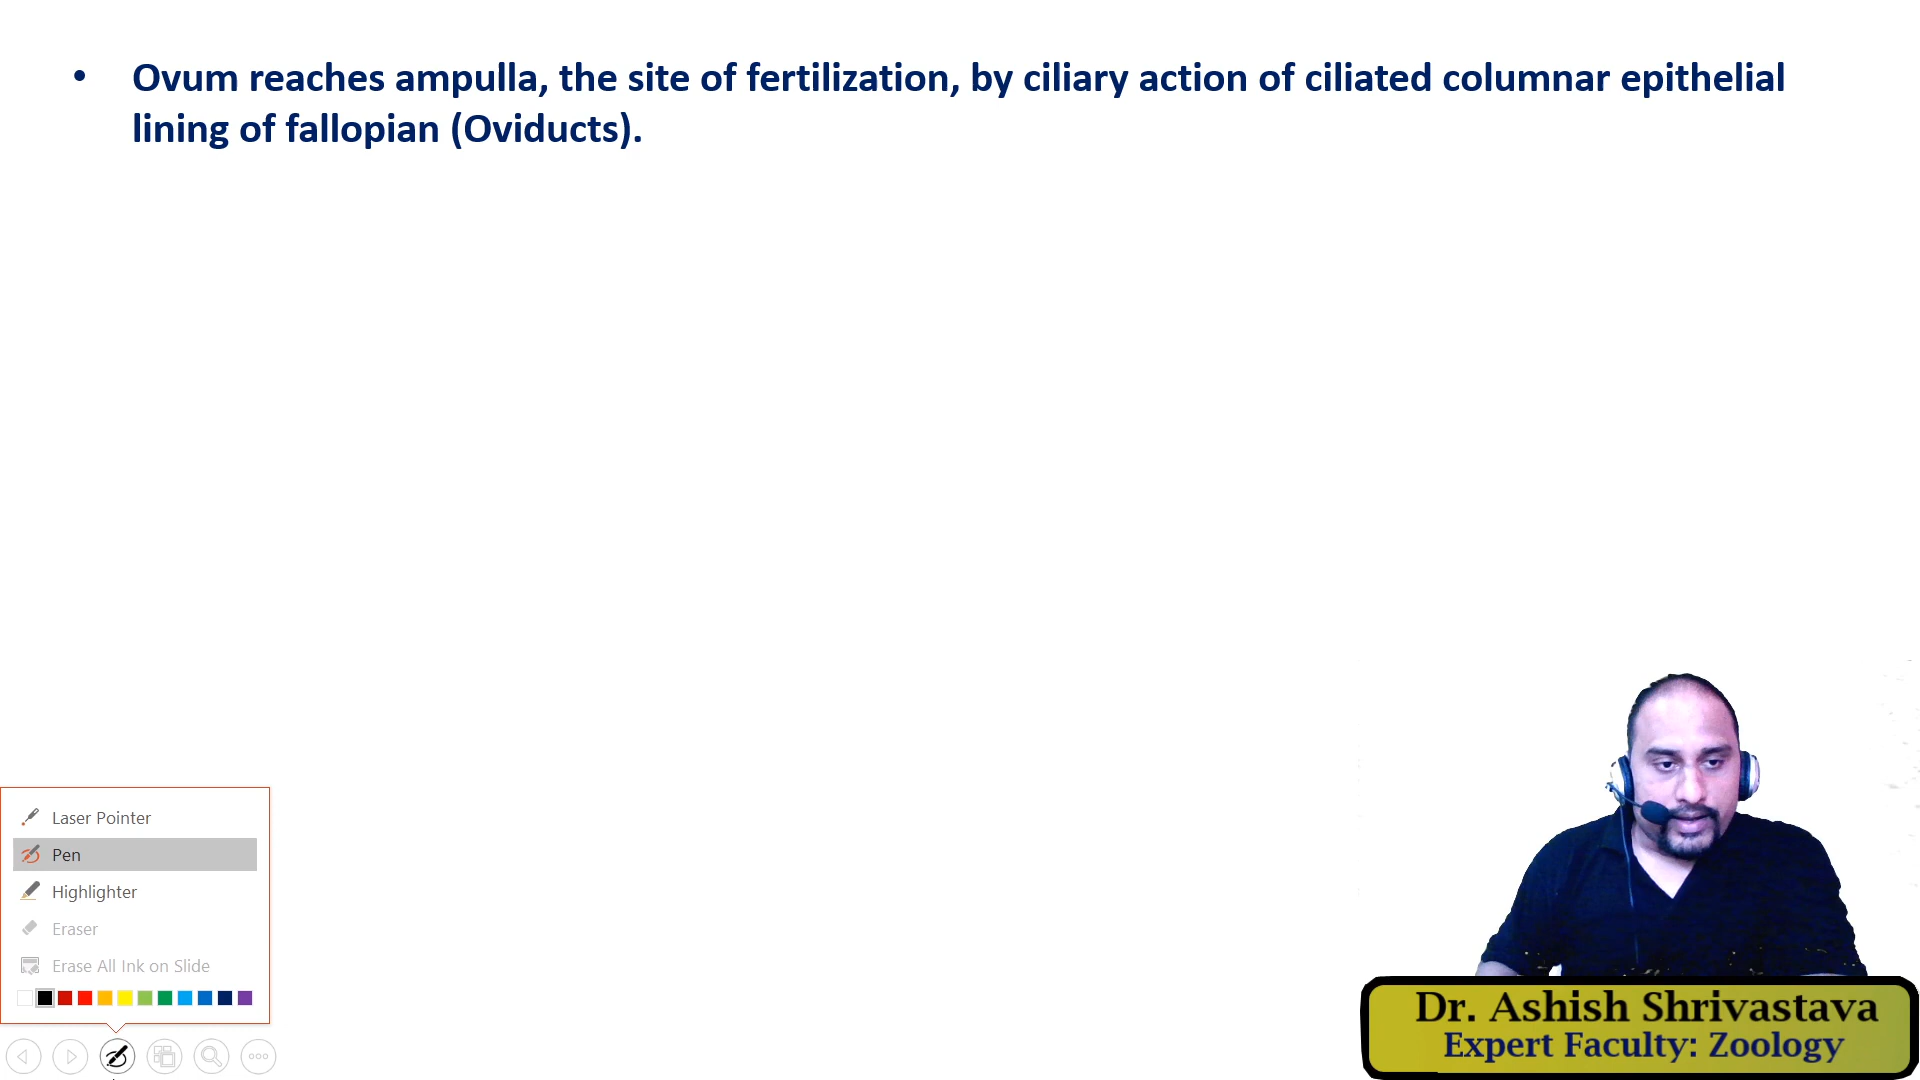 • Ovum reaches ampulla, the site of fertilization, by ciliary action of ciliated columnar epithelial
lining of fallopian (Oviducts).
Laser Pointer
Pen
Highlighter
Eraser
Erase All Ink on Slide
Dr. Ashish Shrivastava
Expert Faculty: Zoology